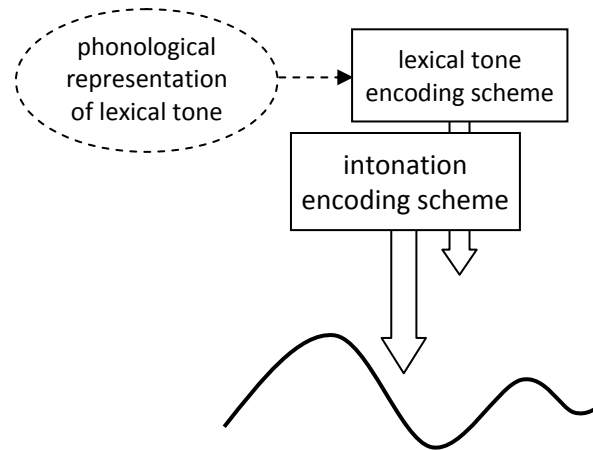 phonological
representation
of lexical tone
lexical tone
encoding scheme
intonation
encoding scheme